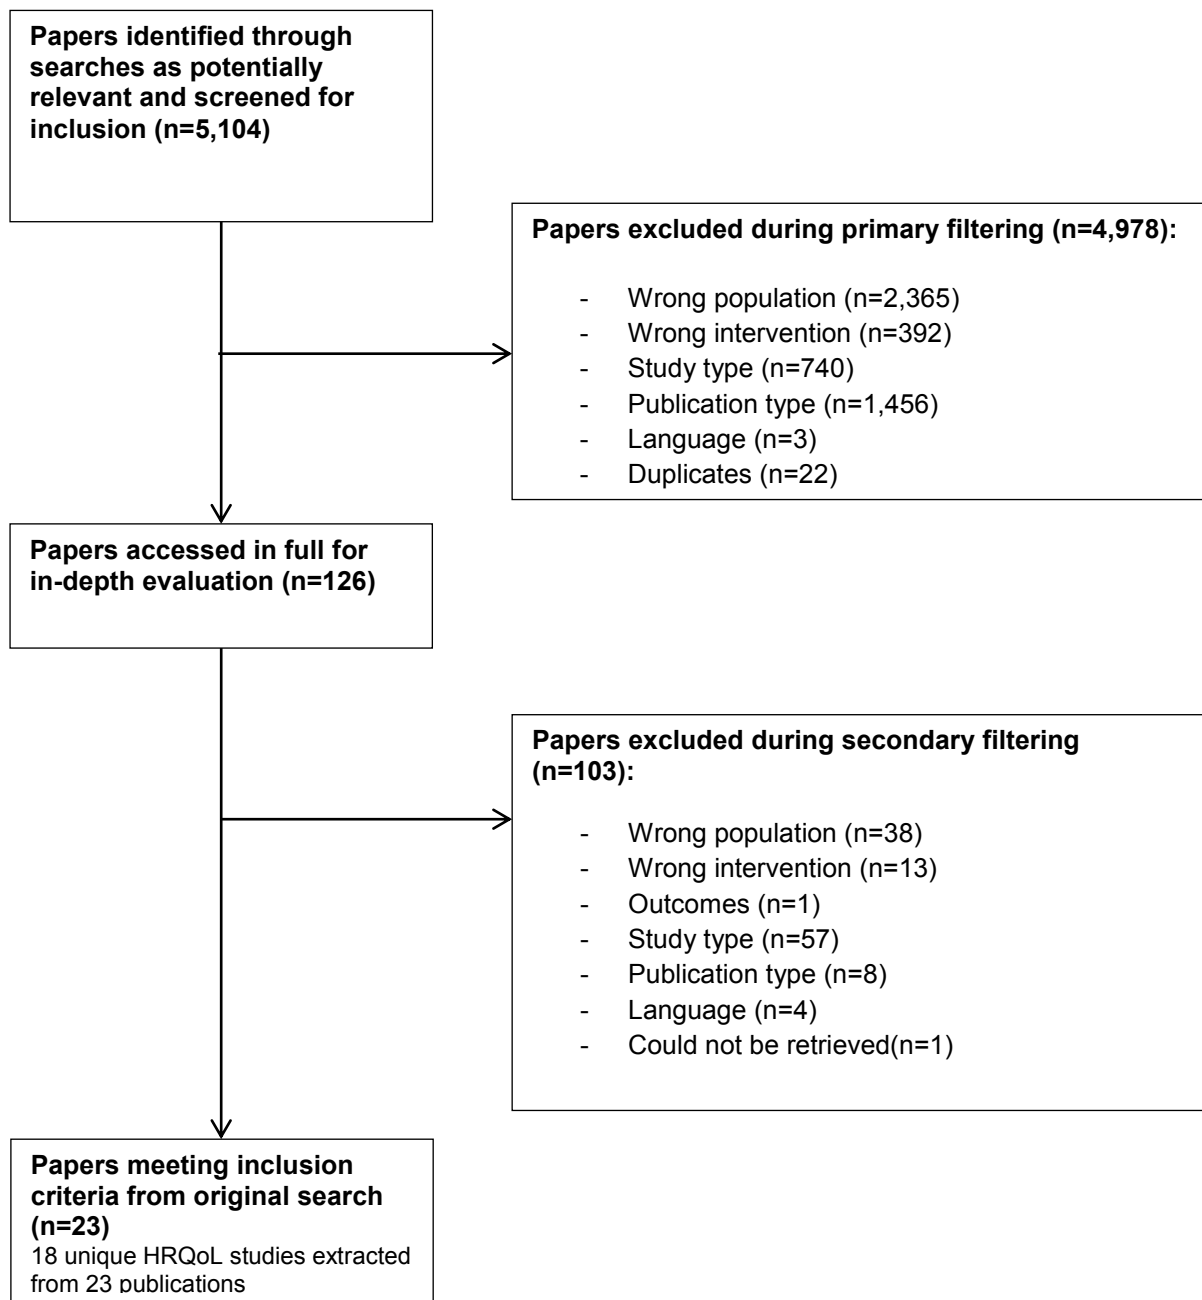 Papers identified through
searches as potentially
relevant and screened for
inclusion (n=5,104)
Papers excluded during primary filtering (n=4,978):
- Wrong population (n=2,365)
- Wrong intervention (n=392)
- Study type (n=740)
- Publication type (n=1,456)
- Language (n=3)
- Duplicates (n=22)
Papers accessed in full for
in-depth evaluation (n=126)
Papers excluded during secondary filtering
(n=103):
- Wrong population (n=38)
- Wrong intervention (n=13)
- Outcomes (n=1)
- Study type (n=57)
- Publication type (n=8)
- Language (n=4)
- Could not be retrieved(n=1)
Papers meeting inclusion
criteria from original search
(n=23)
18 unique HRQoL studies extracted
from 23 publications